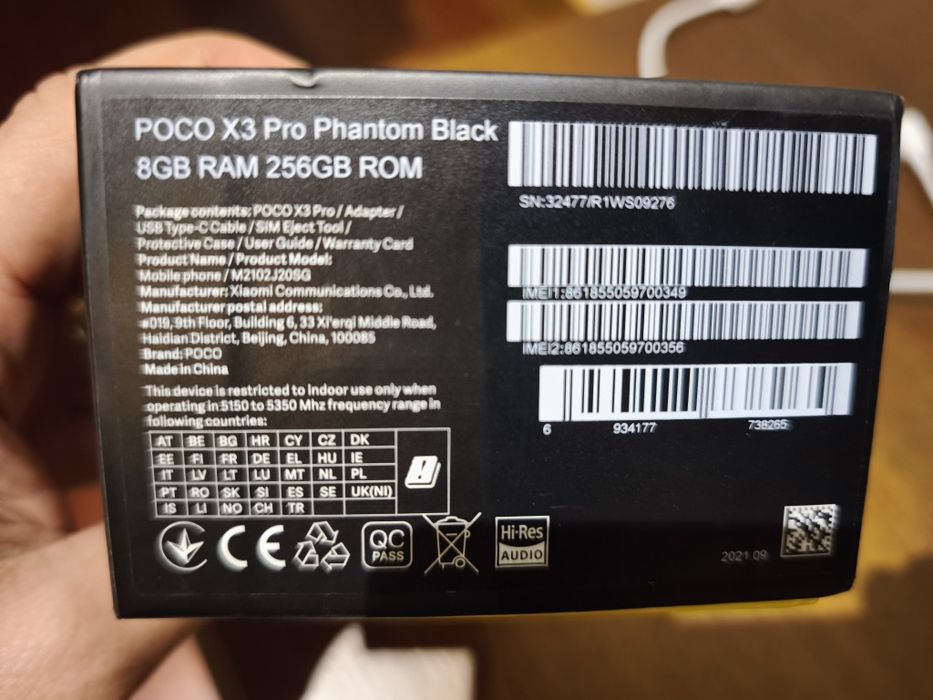 POCO X3 Pro Phantom Black
8GB RAM 256GB ROM
Package contents: POCO X3 Pro / Adapter /
USB Type-C Cable / SIM Eject Tool /
Protective Case / User Guide / Warranty Card
Product Name / Product Model:
Mobile phone / M2102J20SG
Manufacturer: Xiaomi Communications Co., Ltd.
Manufacturer postal address:
#019, 9th Floor, Building 6, 33 Xi'erqi Middle Road,
Haidian District, Beijing, China, 100085
Brand: POCO
Made in China
This device is restricted to Indoor use only when
operating in 5150 to 5350 Mhz frequency range in
following countries:
AT BE BG HR CY CZ DK
EE FI FR DE EL HU IE
IT LV LT LU MT NL PL
PT RO SK SI ES SE UK(NI)
IS LI NO CH TR
CE
QC
PASS
Hi-Res
AUDIO
SN:32477/R1WS09276
IMEI1:861855059700349
IMEI2:861855059700356
6 934177 738265
2021.09